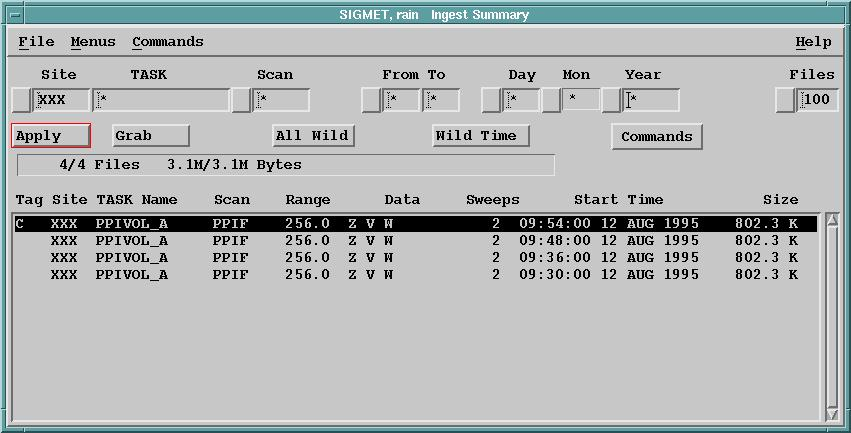 SIGMET, rain   Ingest Summary
File Menus Commands Help
Site TASK Scan From To Day Mon Year Files
XXX * * * * * * * 100
Apply Grab All Wild Wild Time Commands
4/4 Files   3.1M/3.1M Bytes
Tag Site TASK Name Scan Range Data Sweeps Start Time Size
C XXX PPIVOL_A PPIF 256.0 Z V W 2 09:54:00 12 AUG 1995 802.3 K
XXX PPIVOL_A PPIF 256.0 Z V W 2 09:48:00 12 AUG 1995 802.3 K
XXX PPIVOL_A PPIF 256.0 Z V W 2 09:36:00 12 AUG 1995 802.3 K
XXX PPIVOL_A PPIF 256.0 Z V W 2 09:30:00 12 AUG 1995 802.3 K